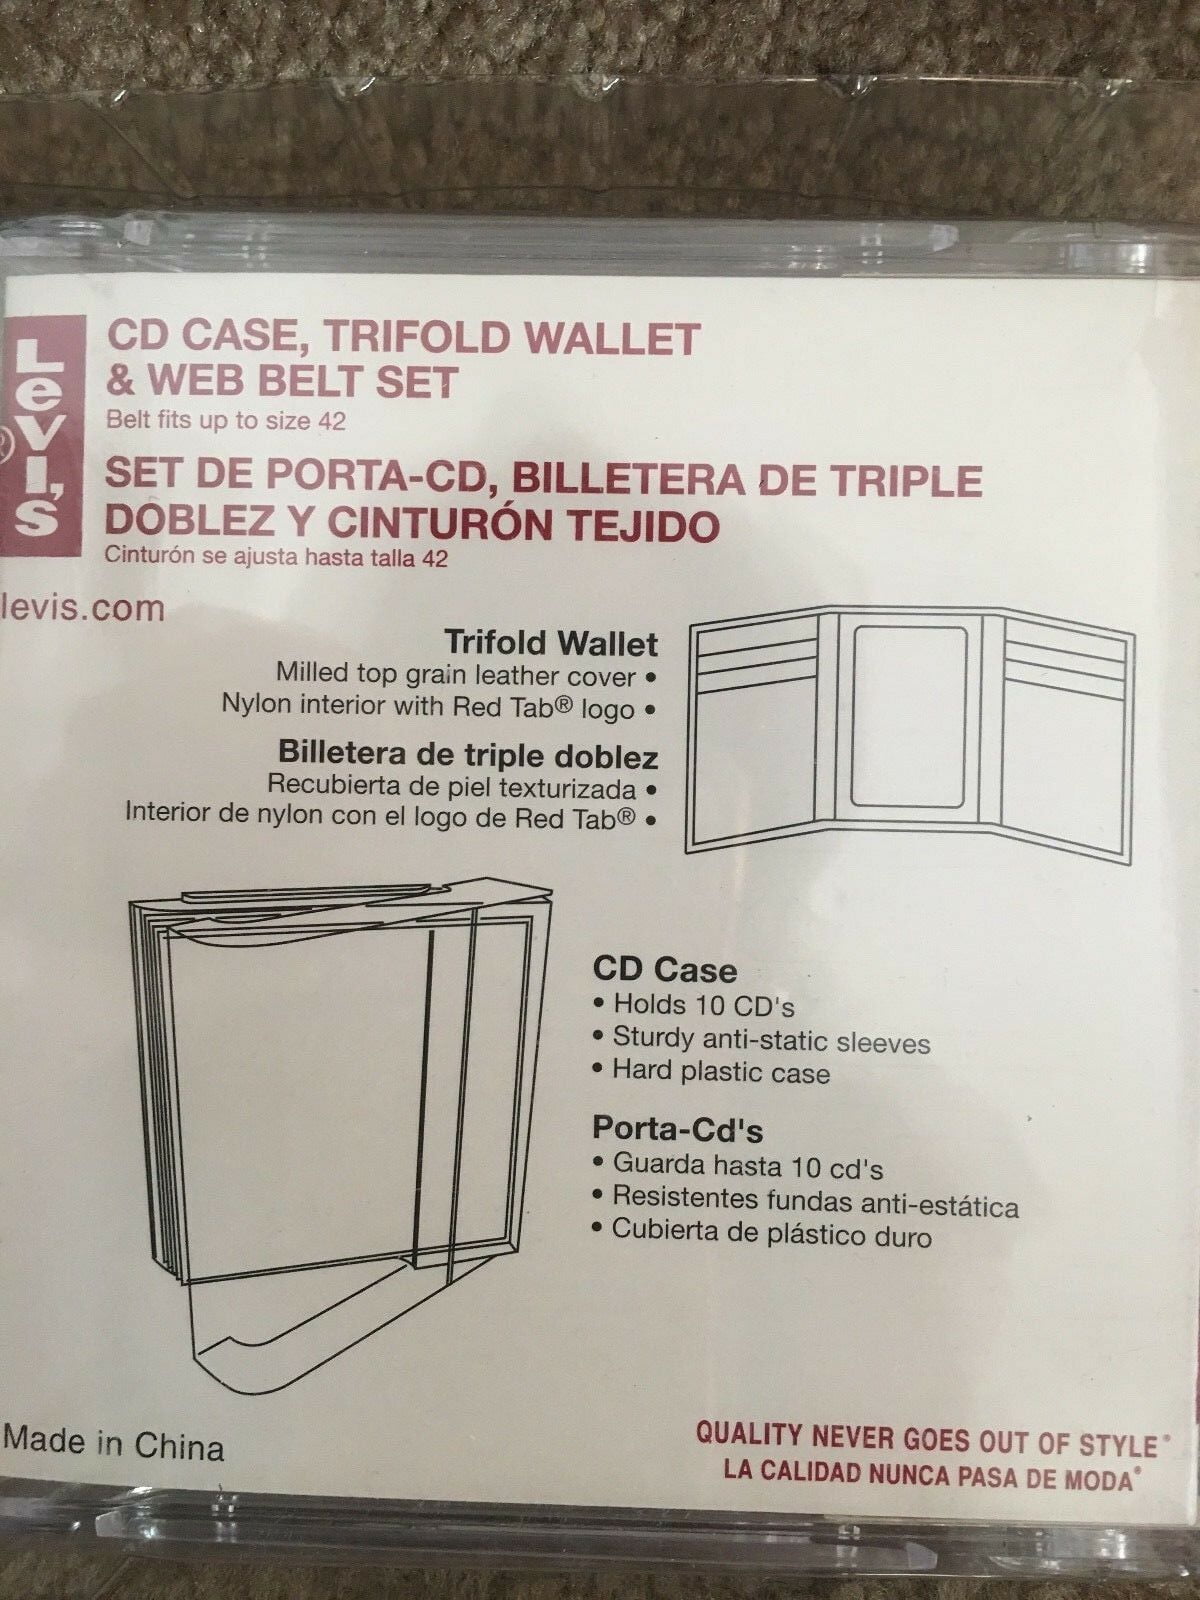 LEVI'S
®
CD CASE, TRIFOLD WALLET
& WEB BELT SET
Belt fits up to size 42
SET DE PORTA-CD, BILLETERA DE TRIPLE
DOBLEZ Y CINTURÓN TEJIDO
Cinturón se ajusta hasta talla 42
levis.com
Trifold Wallet
Milled top grain leather cover •
Nylon interior with Red Tab® logo •
Billetera de triple doblez
Recubierta de piel texturizada •
Interior de nylon con el logo de Red Tab® •
CD Case
• Holds 10 CD's
• Sturdy anti-static sleeves
• Hard plastic case
Porta-Cd's
• Guarda hasta 10 cd's
• Resistentes fundas anti-estática
• Cubierta de plástico duro
Made in China
QUALITY NEVER GOES OUT OF STYLE®
LA CALIDAD NUNCA PASA DE MODA®